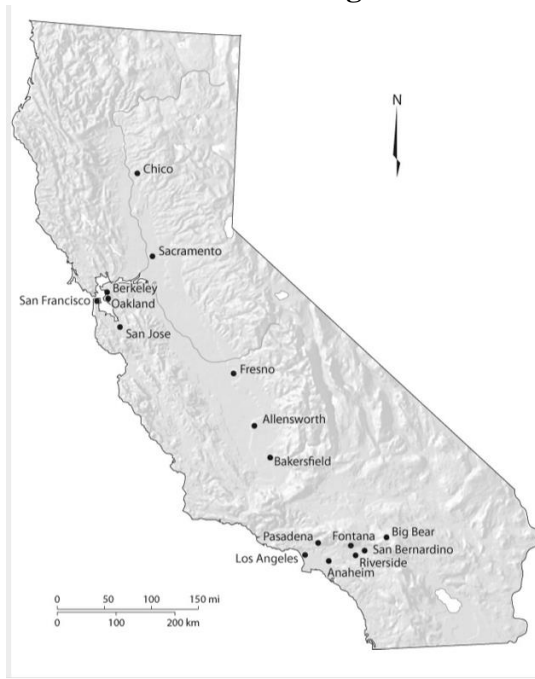 N
Chico
Sacramento
Berkeley
San Francisco
Oakland
San Jose
Fresno
Allensworth
Bakersfield
Pasadena
Fontana
Big Bear
San Bernardino
Los Angeles
Riverside
Anaheim
0 50 100 150 mi
0 100 200 km